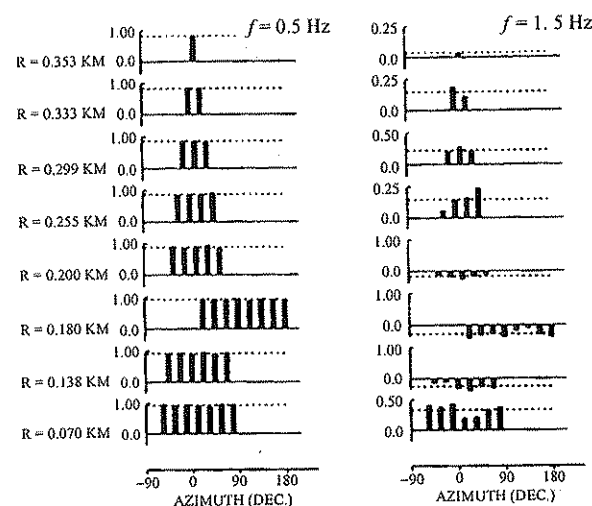 f = 0.5 Hz
f = 1. 5 Hz
R = 0.353 KM 1.00 0.0 0.25 0.0
R = 0.333 KM 1.00 0.0 0.25 0.0
R = 0.299 KM 1.00 0.0 0.50 0.0
R = 0.255 KM 1.00 0.0 0.25 0.0
R = 0.200 KM 1.00 0.0 1.00 0.0
R = 0.180 KM 1.00 0.0 1.00 0.0
R = 0.138 KM 1.00 0.0 1.00 0.0
R = 0.070 KM 1.00 0.0 0.50 0.0
-90 0 90 180 -90 0 90 180
AZIMUTH (DEC.) AZIMUTH (DEC.)